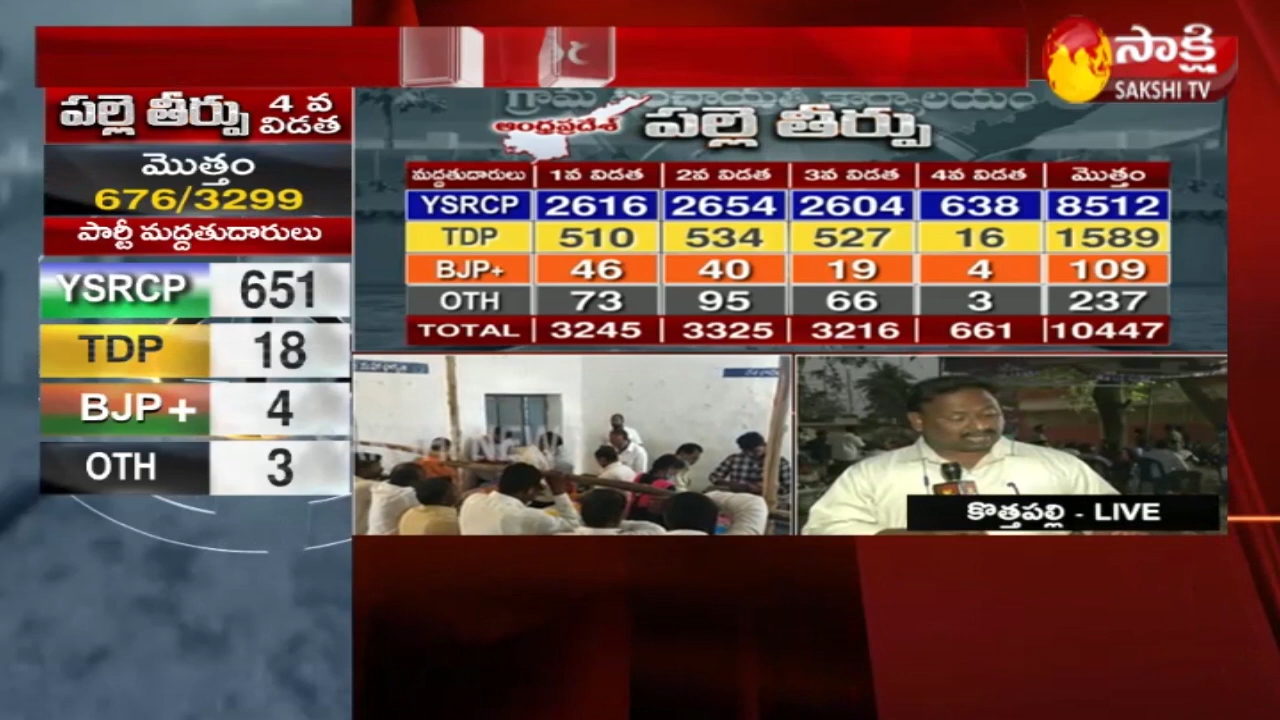 సాక్షి
SAKSHI TV
పల్లె తీర్పు 4 వ విడత
మొత్తం
676/3299
పార్టీ మద్దతుదారులు
YSRCP 651
TDP 18
BJP+ 4
OTH 3
గ్రామ పంచాయతీ కార్యాలయం
ఆంధ్రప్రదేశ్ పల్లె తీర్పు
మద్దతుదారులు 1వ విడత 2వ విడత 3వ విడత 4వ విడత మొత్తం
YSRCP 2616 2654 2604 638 8512
TDP 510 534 527 16 1589
BJP+ 46 40 19 4 109
OTH 73 95 66 3 237
TOTAL 3245 3325 3216 661 10447
కొత్తపల్లి - LIVE